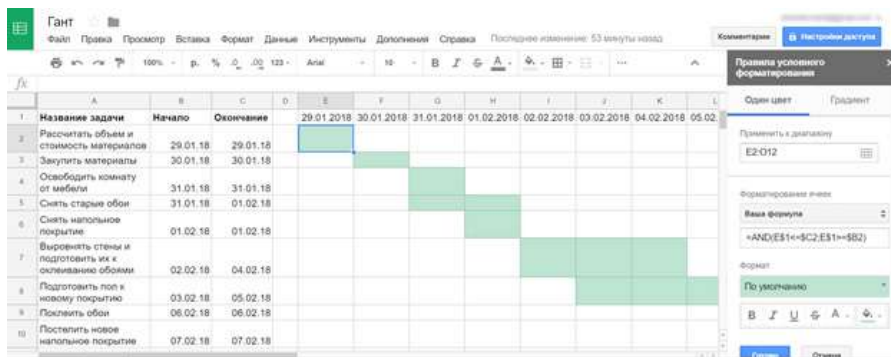 Гант
Файл Правка Просмотр Вставка Формат Данные Инструменты Дополнения Справка Последнее изменение: 53 минуты назад
Комментарии Настройки доступа
100% р. % .0 .00 123 Arial 10 B I S A
Правила условного форматирования
fx
A B C D E F G H I J K L
1 Название задачи Начало Окончание 29.01.2018 30.01.2018 31.01.2018 01.02.2018 02.02.2018 03.02.2018 04.02.2018 05.02.
2 Рассчитать объем и стоимость материалов 29.01.18 29.01.18
3 Закупить материалы 30.01.18 30.01.18
4 Освободить комнату от мебели 31.01.18 31.01.18
5 Снять старые обои 31.01.18 01.02.18
6 Снять напольное покрытие 01.02.18 01.02.18
7 Выровнять стены и подготовить их к оклеиванию обоями 02.02.18 04.02.18
8 Подготовить пол к новому покрытию 03.02.18 05.02.18
9 Поклеить обои 06.02.18 06.02.18
10 Постелить новое напольное покрытие 07.02.18 07.02.18
Один цвет Градиент
Применить к диапазону
E2:O12
Форматирование ячеек
Ваша формула
=AND(E$1<=$C2;E$1>=$B2)
Формат
По умолчанию
B I U S A
Готово Отмена